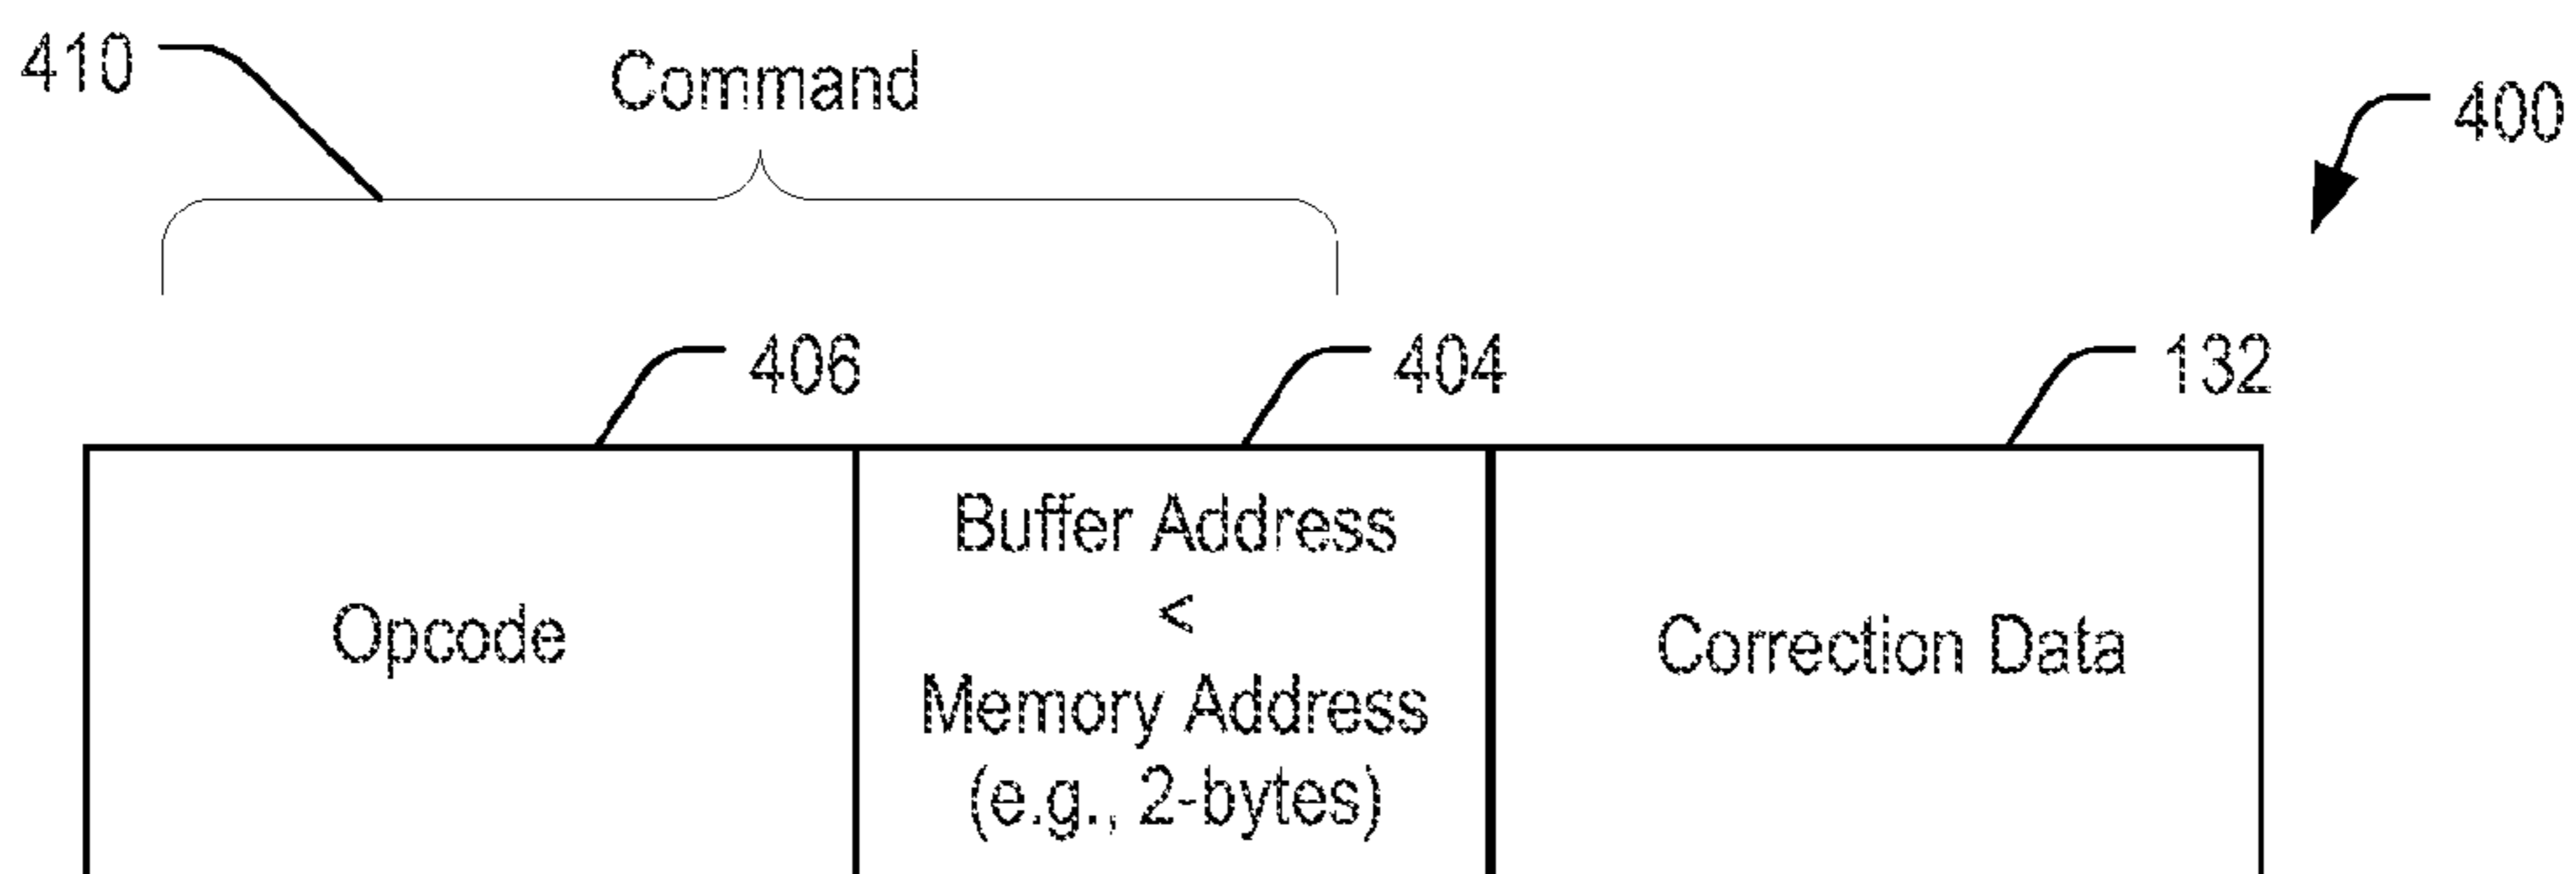 410
Command
400
406
404
132
Opcode
Buffer Address
<
Memory Address
(e.g., 2-bytes)
Correction Data